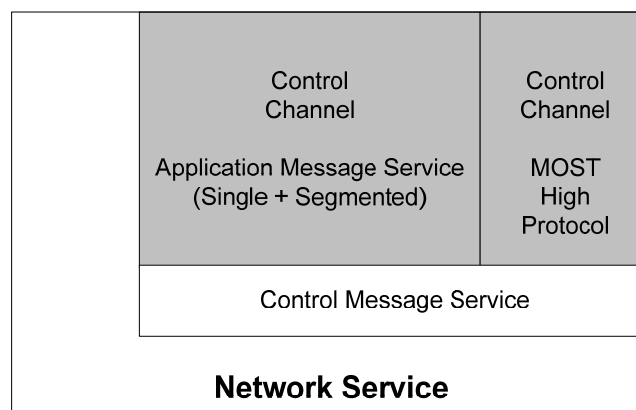 Control
Channel
Application Message Service
(Single + Segmented)
Control
Channel
MOST
High
Protocol
Control Message Service
Network Service